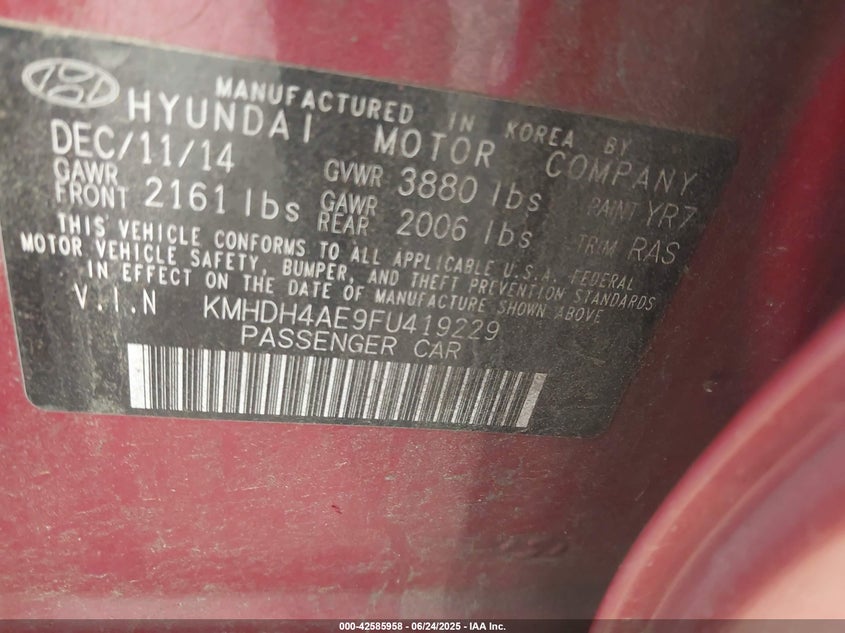 MANUFACTURED IN KOREA BY
HYUNDAI MOTOR COMPANY
DEC/11/14
GVWR 3880 lbs PAINT YR7
GAWR FRONT 2161 lbs GAWR REAR 2006 lbs TRIM RAS
THIS VEHICLE CONFORMS TO ALL APPLICABLE U.S.A. FEDERAL
MOTOR VEHICLE SAFETY, BUMPER, AND THEFT PREVENTION STANDARDS
IN EFFECT ON THE DATE OF MANUFACTURE SHOWN ABOVE
V.I.N KMHDH4AE9FU419229
PASSENGER CAR
000-42585958 - 06/24/2025 - IAA Inc.